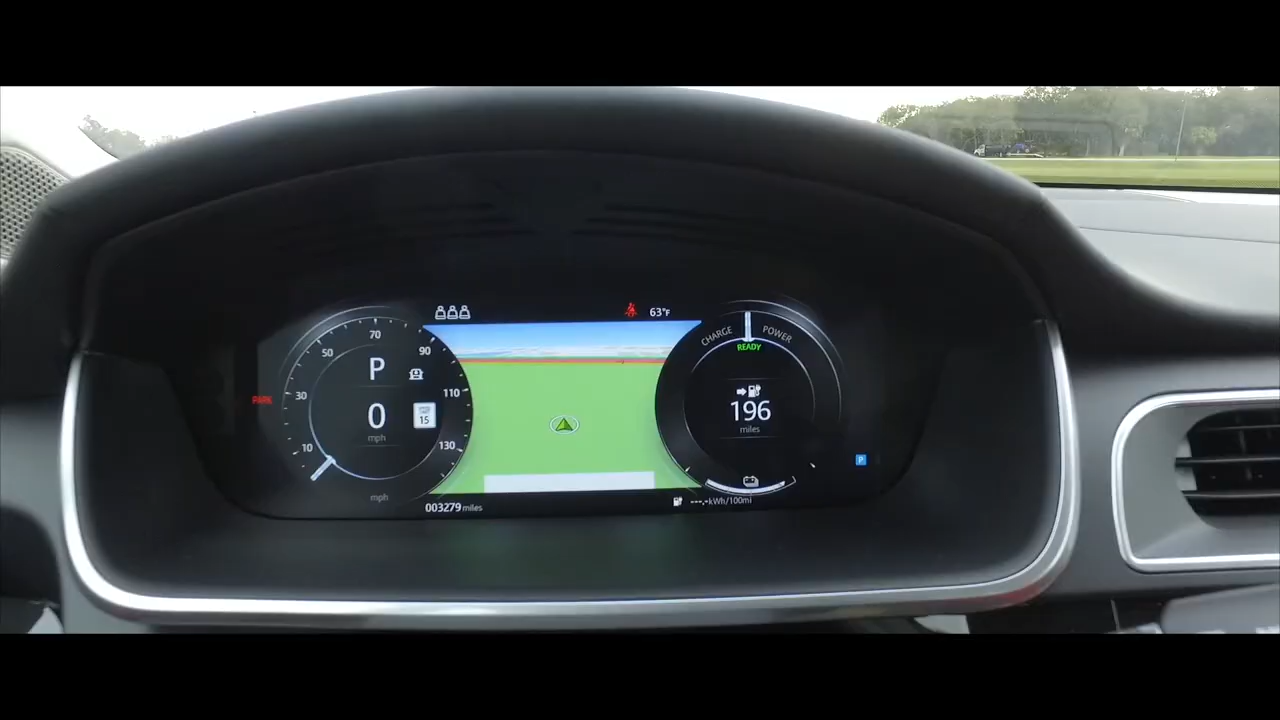 63°F
70
50
90
30
110
10
130
P
0
mph
15
mph
PARK
CHARGE
POWER
READY
196
miles
P
003279 miles
---.-kWh/100mi